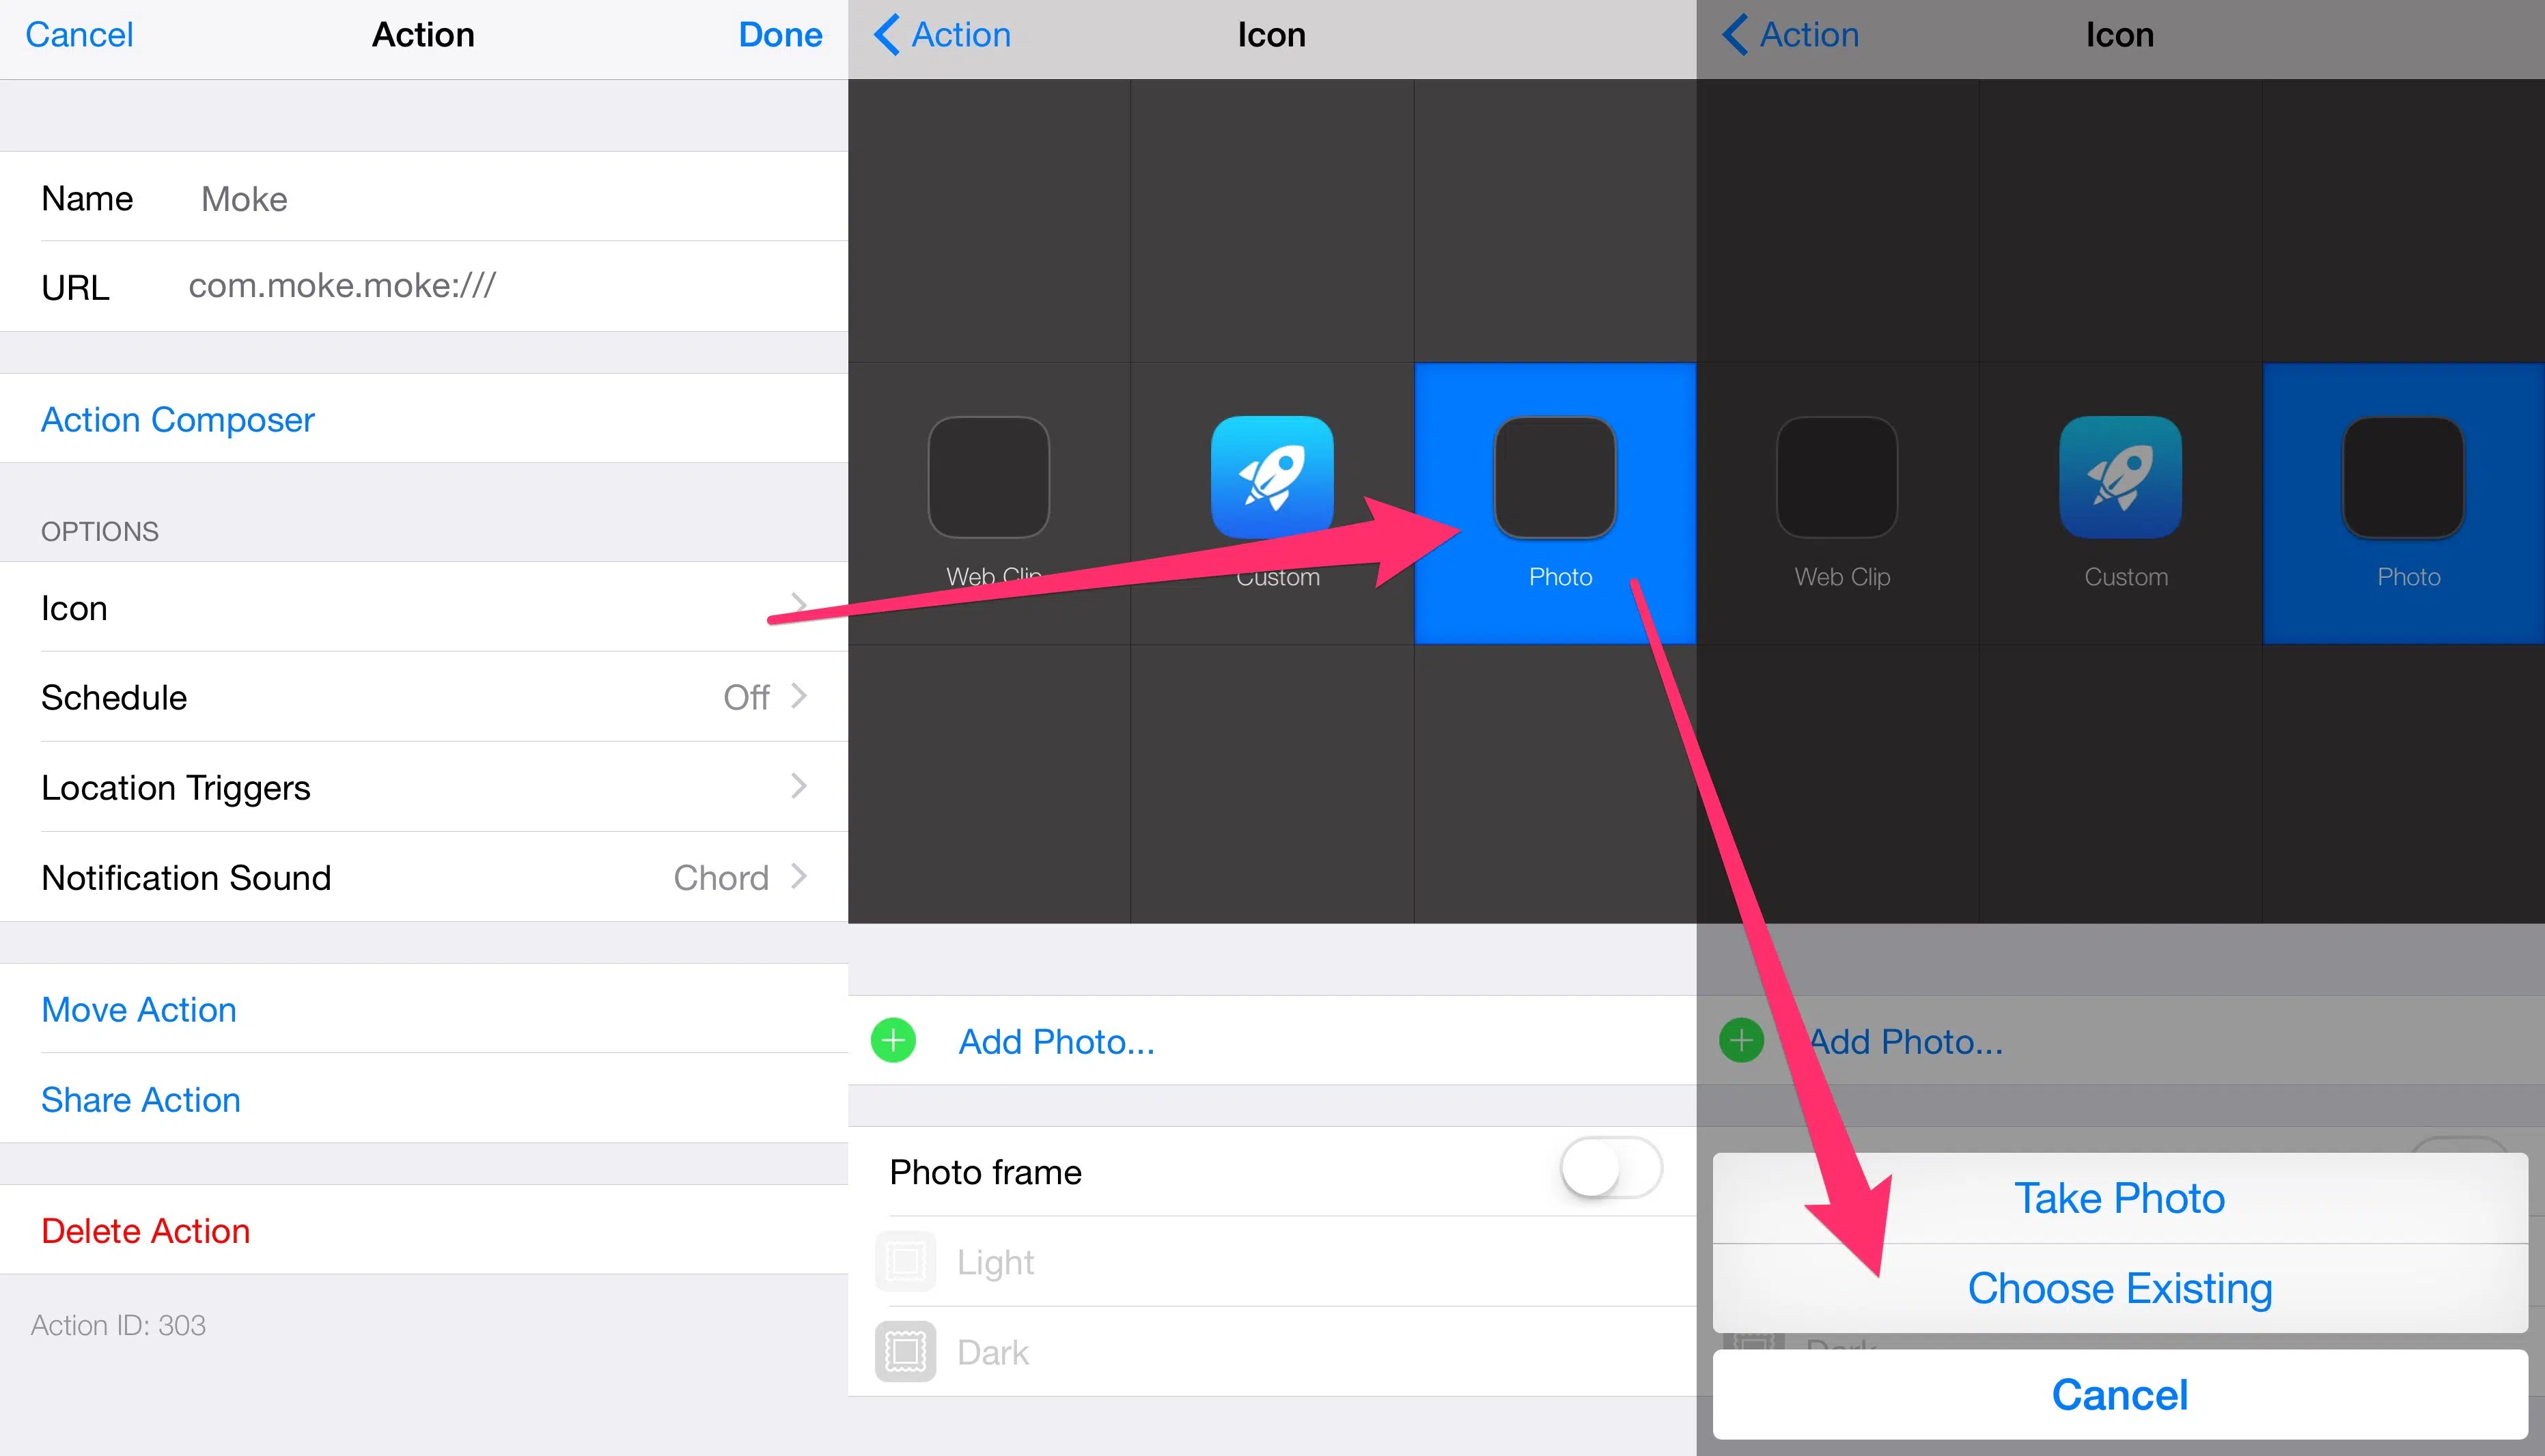 Cancel Action Done
Name Moke
URL com.moke.moke:///
Action Composer
OPTIONS
Icon
Schedule Off
Location Triggers
Notification Sound Chord
Move Action
Share Action
Delete Action
Action ID: 303
Action Icon
Web Clip Custom Photo
Add Photo...
Photo frame
Light
Dark
Action Icon
Web Clip Custom Photo
Add Photo...
Take Photo
Choose Existing
Dark
Cancel